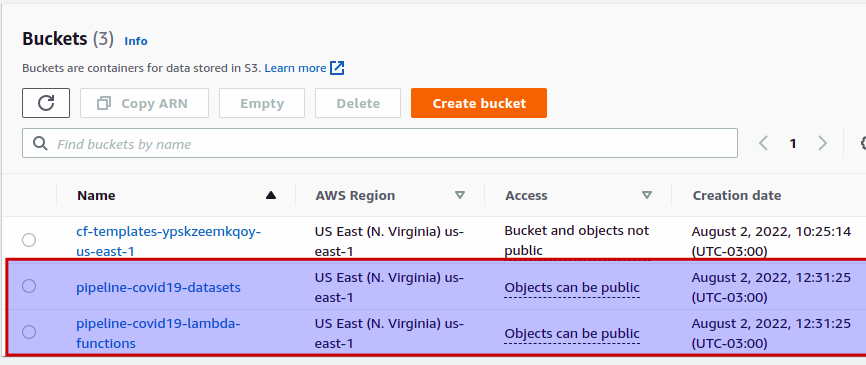 Buckets (3) Info
Buckets are containers for data stored in S3. Learn more
Copy ARN Empty Delete Create bucket
Find buckets by name 1
Name AWS Region Access Creation date
cf-templates-ypskzeemkqoy- US East (N. Virginia) us- Bucket and objects not August 2, 2022, 10:25:14
us-east-1 east-1 public (UTC-03:00)
pipeline-covid19-datasets US East (N. Virginia) us- Objects can be public August 2, 2022, 12:31:25
east-1 (UTC-03:00)
pipeline-covid19-lambda- US East (N. Virginia) us- Objects can be public August 2, 2022, 12:31:25
functions east-1 (UTC-03:00)